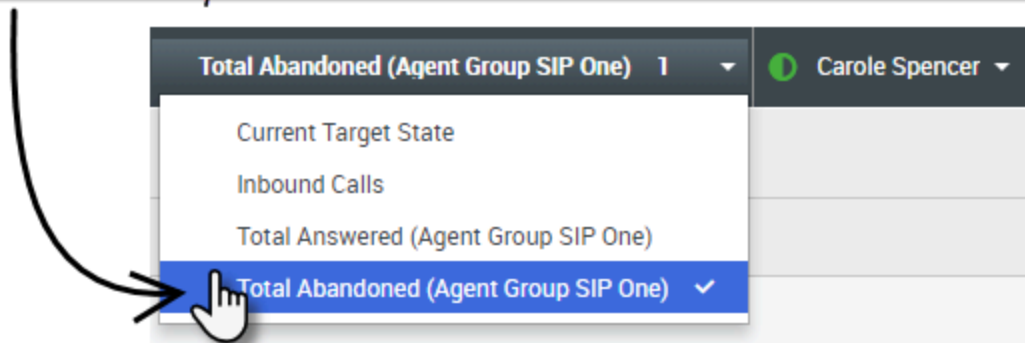 Total Abandoned (Agent Group SIP One) 1 Carole Spencer
Current Target State
Inbound Calls
Total Answered (Agent Group SIP One)
Total Abandoned (Agent Group SIP One)